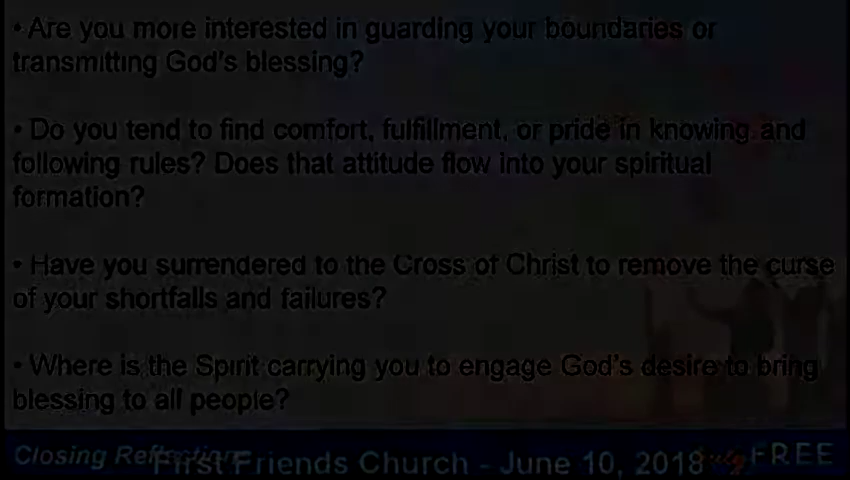 • Are you more interested in guarding your boundaries or
transmitting God's blessing?
• Do you tend to find comfort, fulfillment, or pride in knowing and
following rules? Does that attitude flow into your spiritual
formation?
• Have you surrendered to the Cross of Christ to remove the curse
of your shortfalls and failures?
• Where is the Spirit carrying you to engage God's desire to bring
blessing to all people?
Closing Reflections
First Friends Church - June 10, 2018
FREE